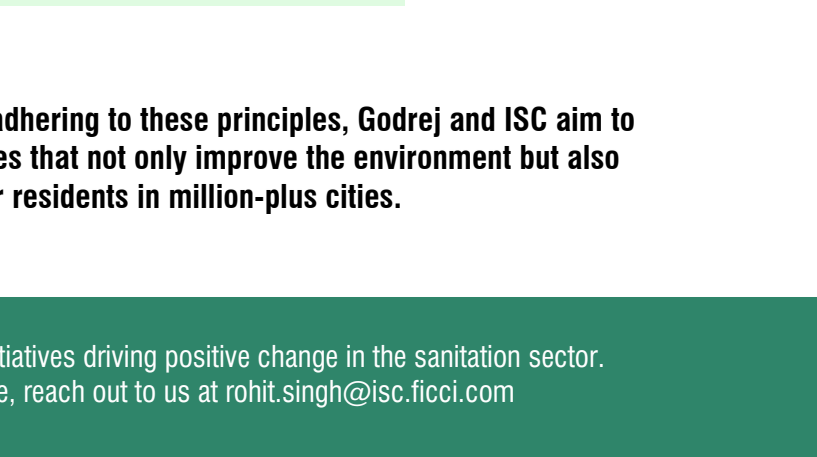 adhering to these principles, Godrej and ISC aim to
es that not only improve the environment but also
r residents in million-plus cities.
tiatives driving positive change in the sanitation sector.
e, reach out to us at rohit.singh@isc.ficci.com